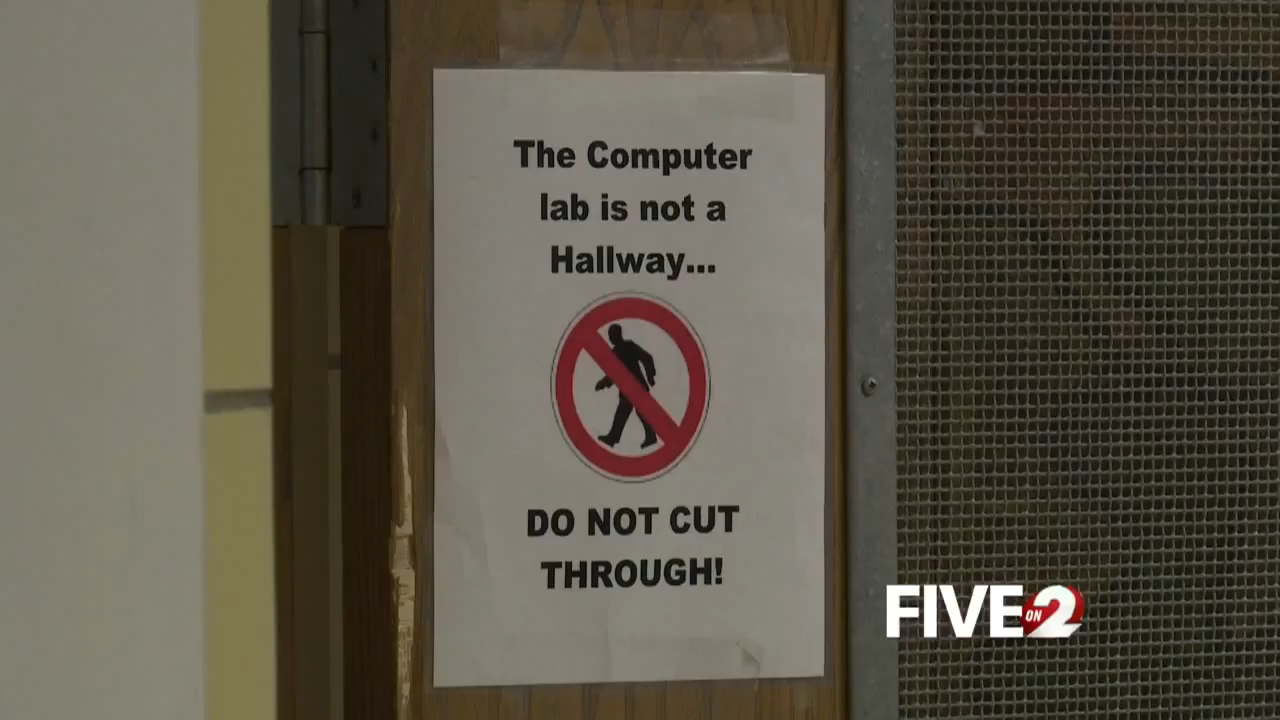 The Computer
lab is not a
Hallway...
DO NOT CUT
THROUGH!
FIVE ON 2